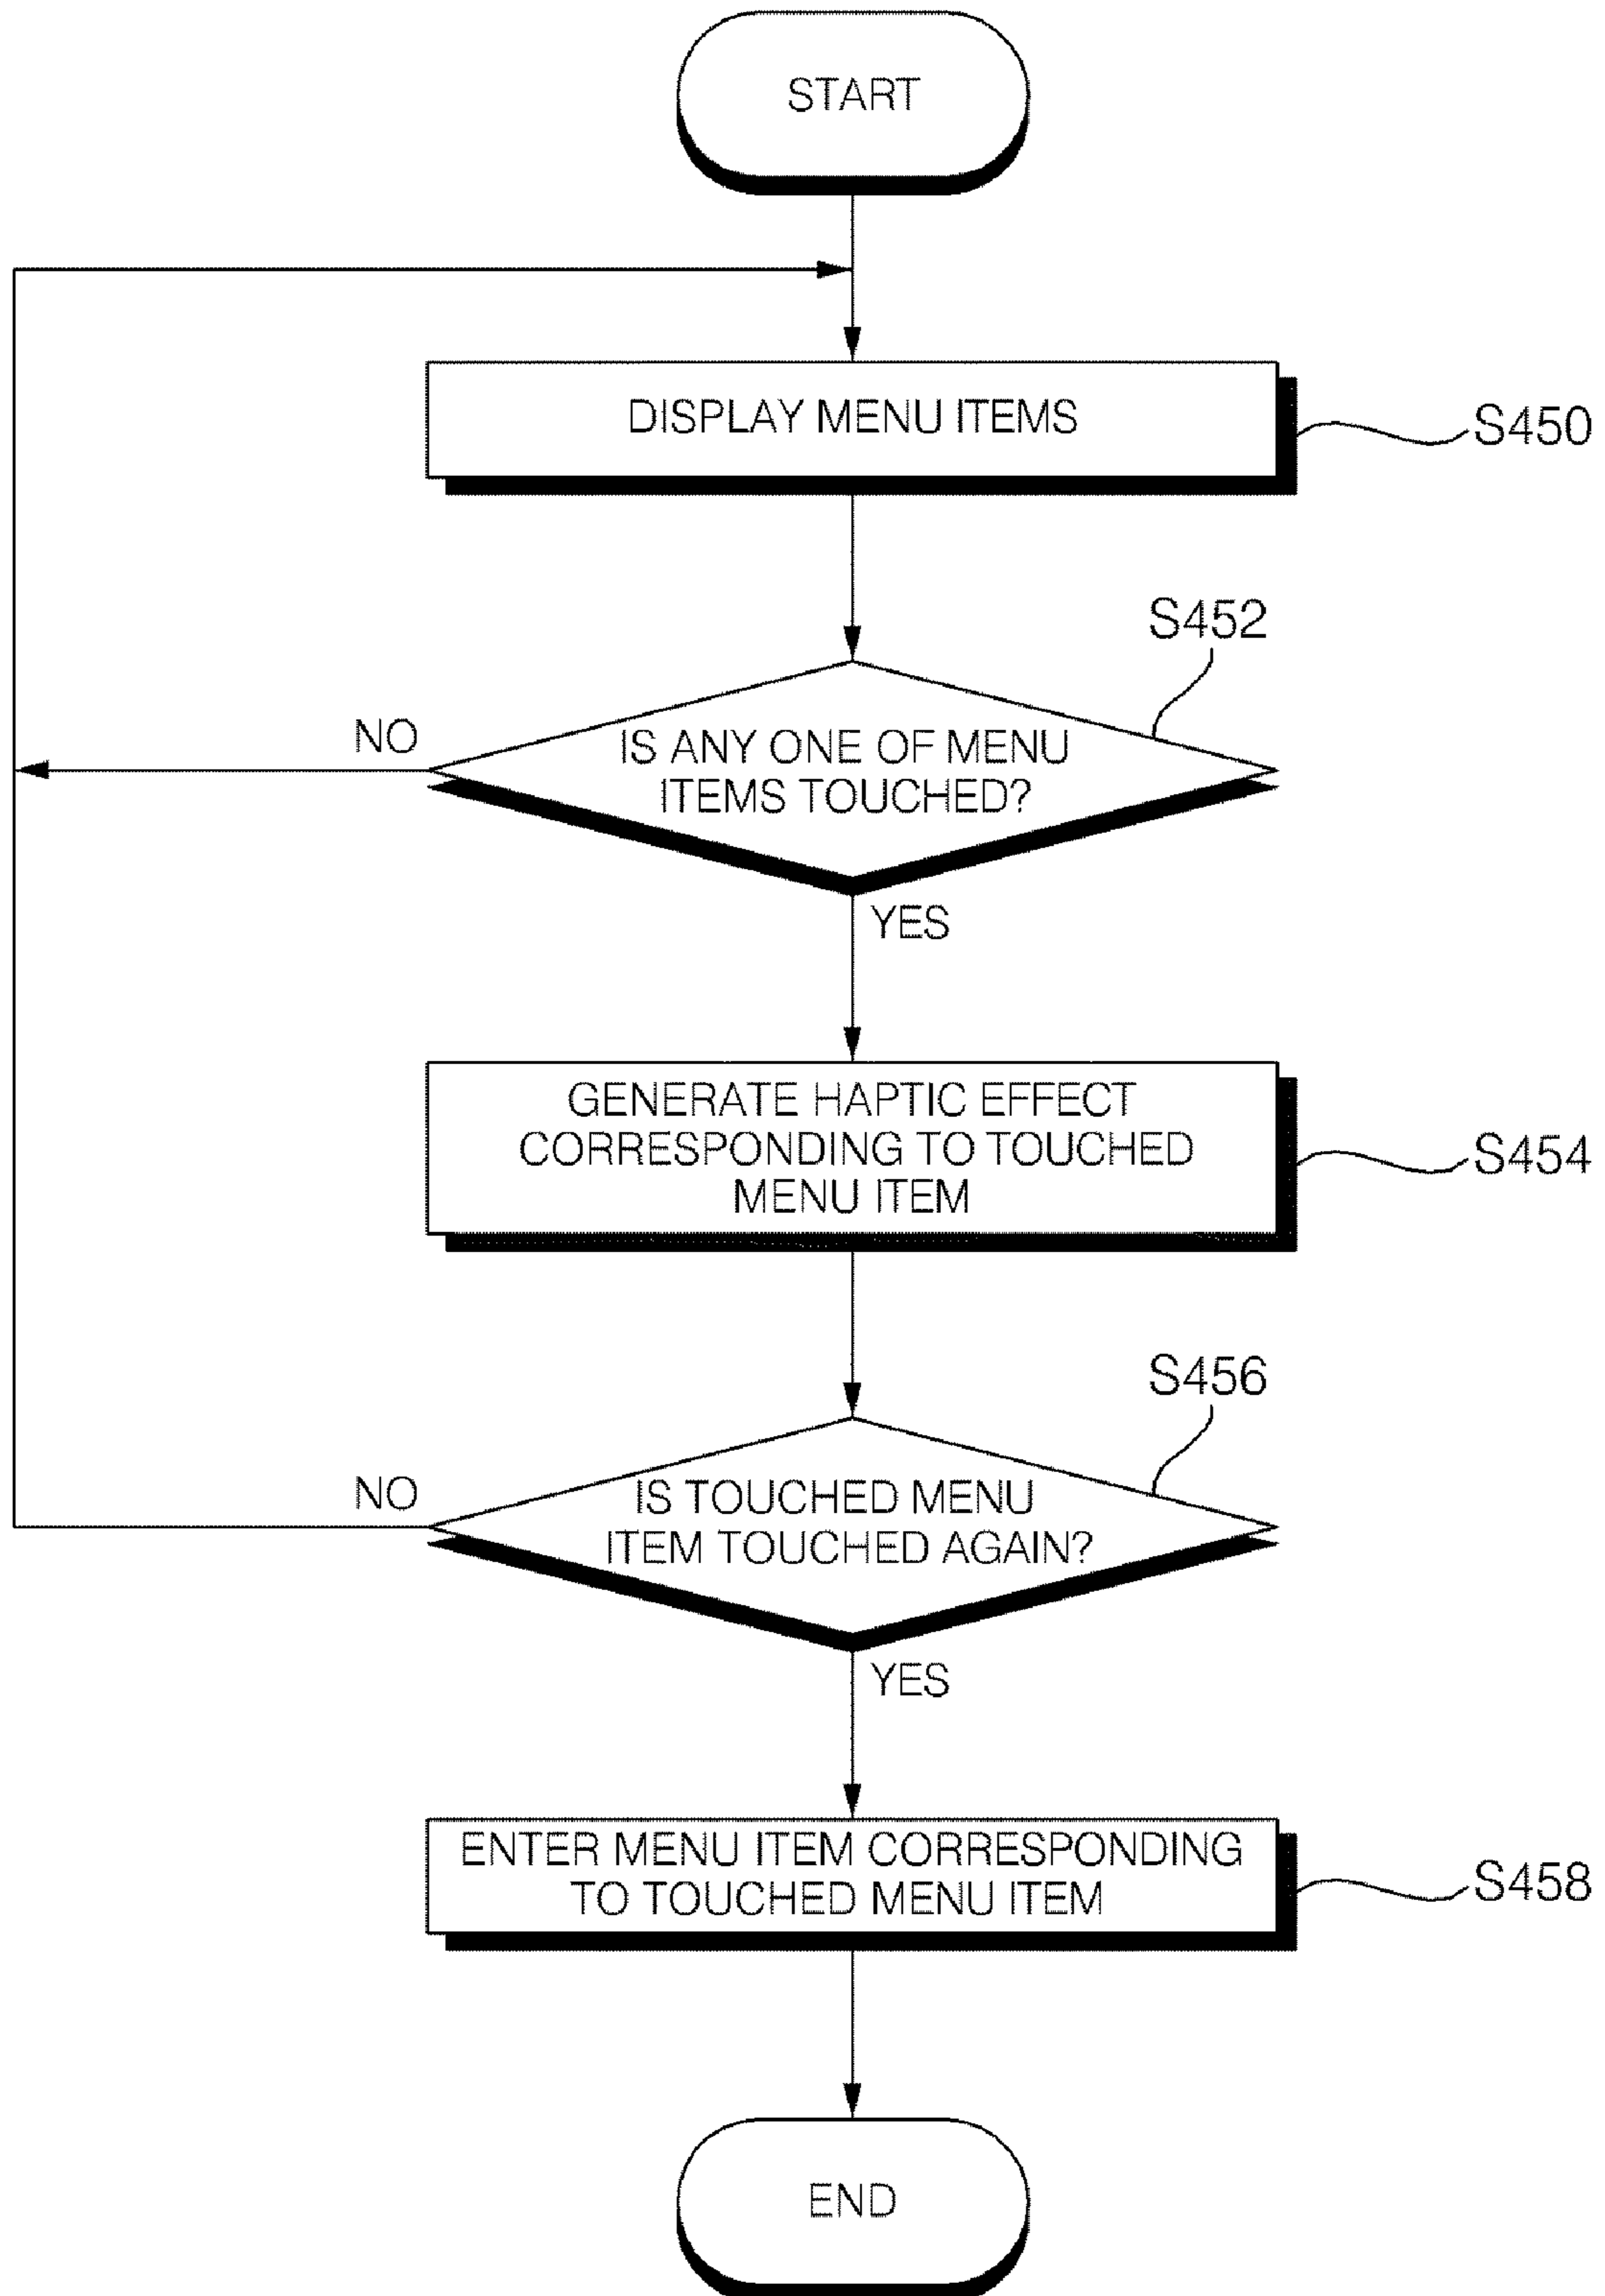 START
DISPLAY MENU ITEMS
S450
S452
NO
IS ANY ONE OF MENU
ITEMS TOUCHED?
YES
GENERATE HAPTIC EFFECT
CORRESPONDING TO TOUCHED
MENU ITEM
S454
S456
NO
IS TOUCHED MENU
ITEM TOUCHED AGAIN?
YES
ENTER MENU ITEM CORRESPONDING
TO TOUCHED MENU ITEM
S458
END